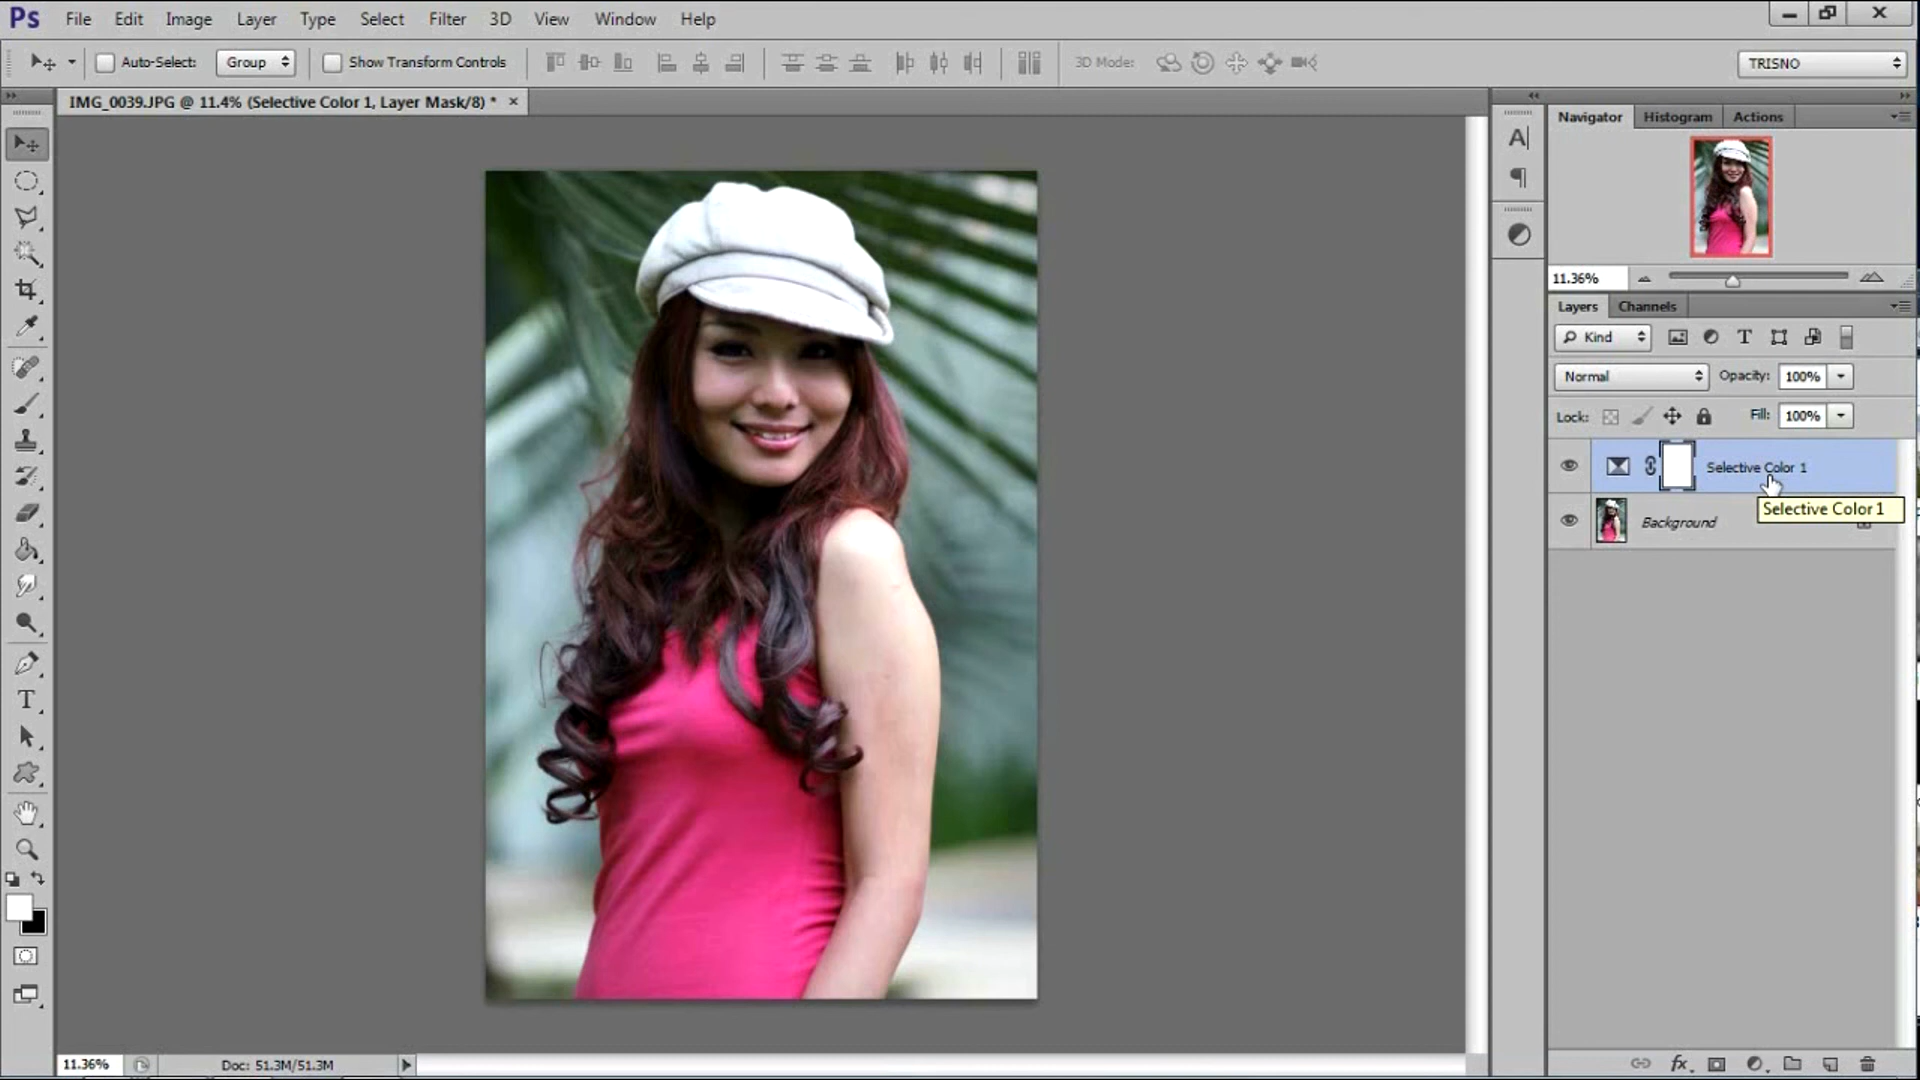 Ps File Edit Image Layer Type Select Filter 3D View Window Help
Auto-Select: Group Show Transform Controls 3D Mode: TRISNO
IMG_0039.JPG @ 11.4% (Selective Color 1, Layer Mask/8) * ×
Navigator Histogram Actions
11.36%
Layers Channels
Kind
Normal Opacity: 100%
Lock: Fill: 100%
Selective Color 1
Selective Color 1
Background
11.36% Doc: 51.3M/51.3M